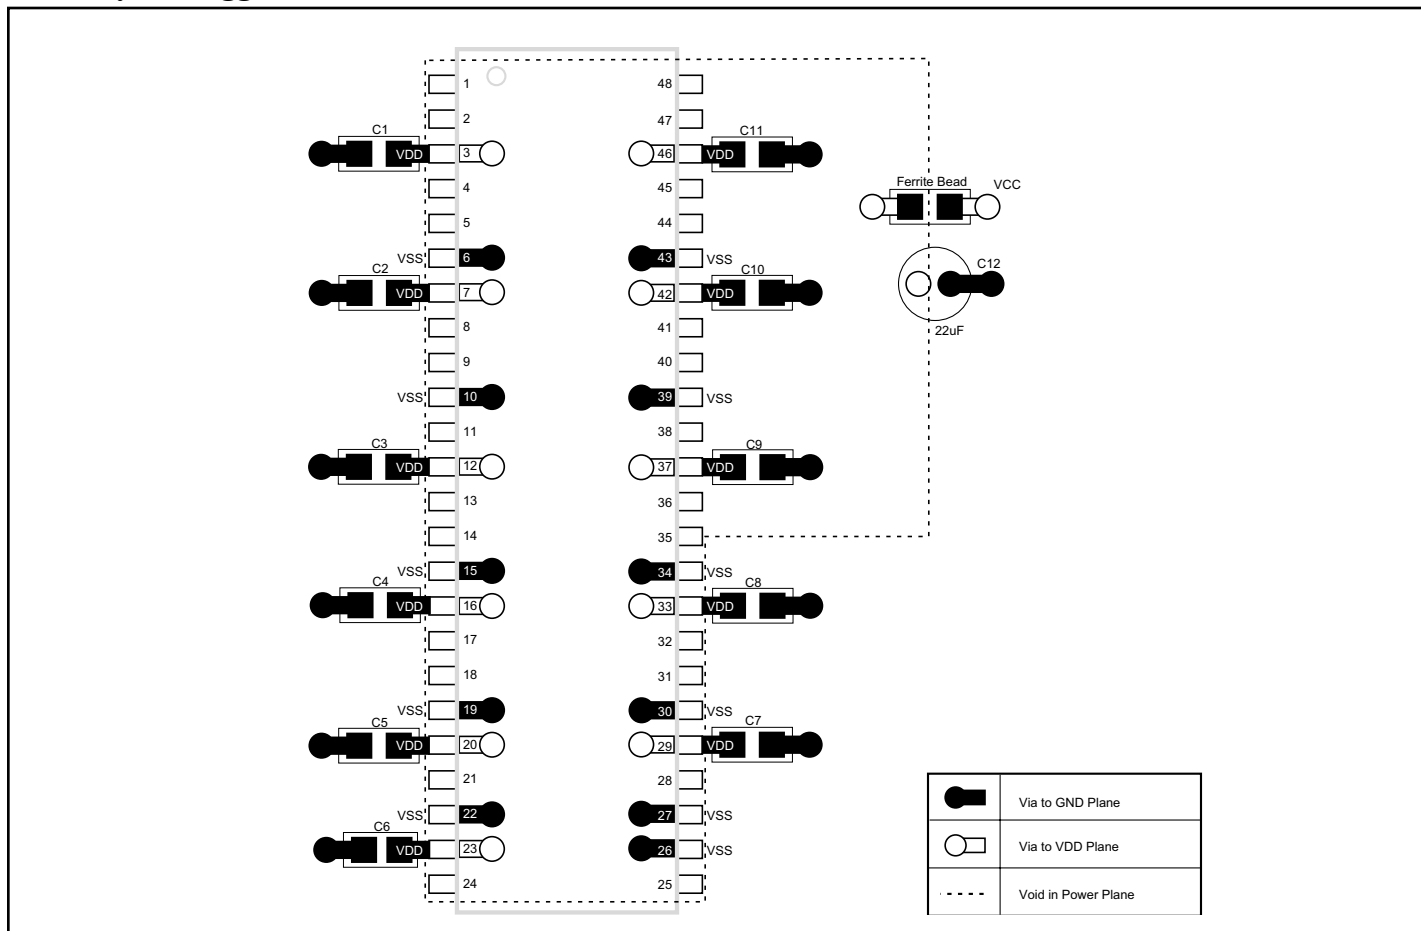 1 48
2 47
C1 C11
VDD 3 46 VDD
4 45
Ferrite Bead VCC
5 44
VSS 6 43 VSS
C2 C10 C12
VDD 7 42 VDD
8 41 22uF
9 40
VSS 10 39 VSS
11 38
C3 C9
VDD 12 37 VDD
13 36
14 35
VSS 15 34 VSS
C4 C8
VDD 16 33 VDD
17 32
18 31
VSS 19 30 VSS
C5 C7
VDD 20 29 VDD
21 28
VSS 22 27 VSS
C6
VDD 23 26 VSS
24 25
Via to GND Plane
Via to VDD Plane
Void in Power Plane